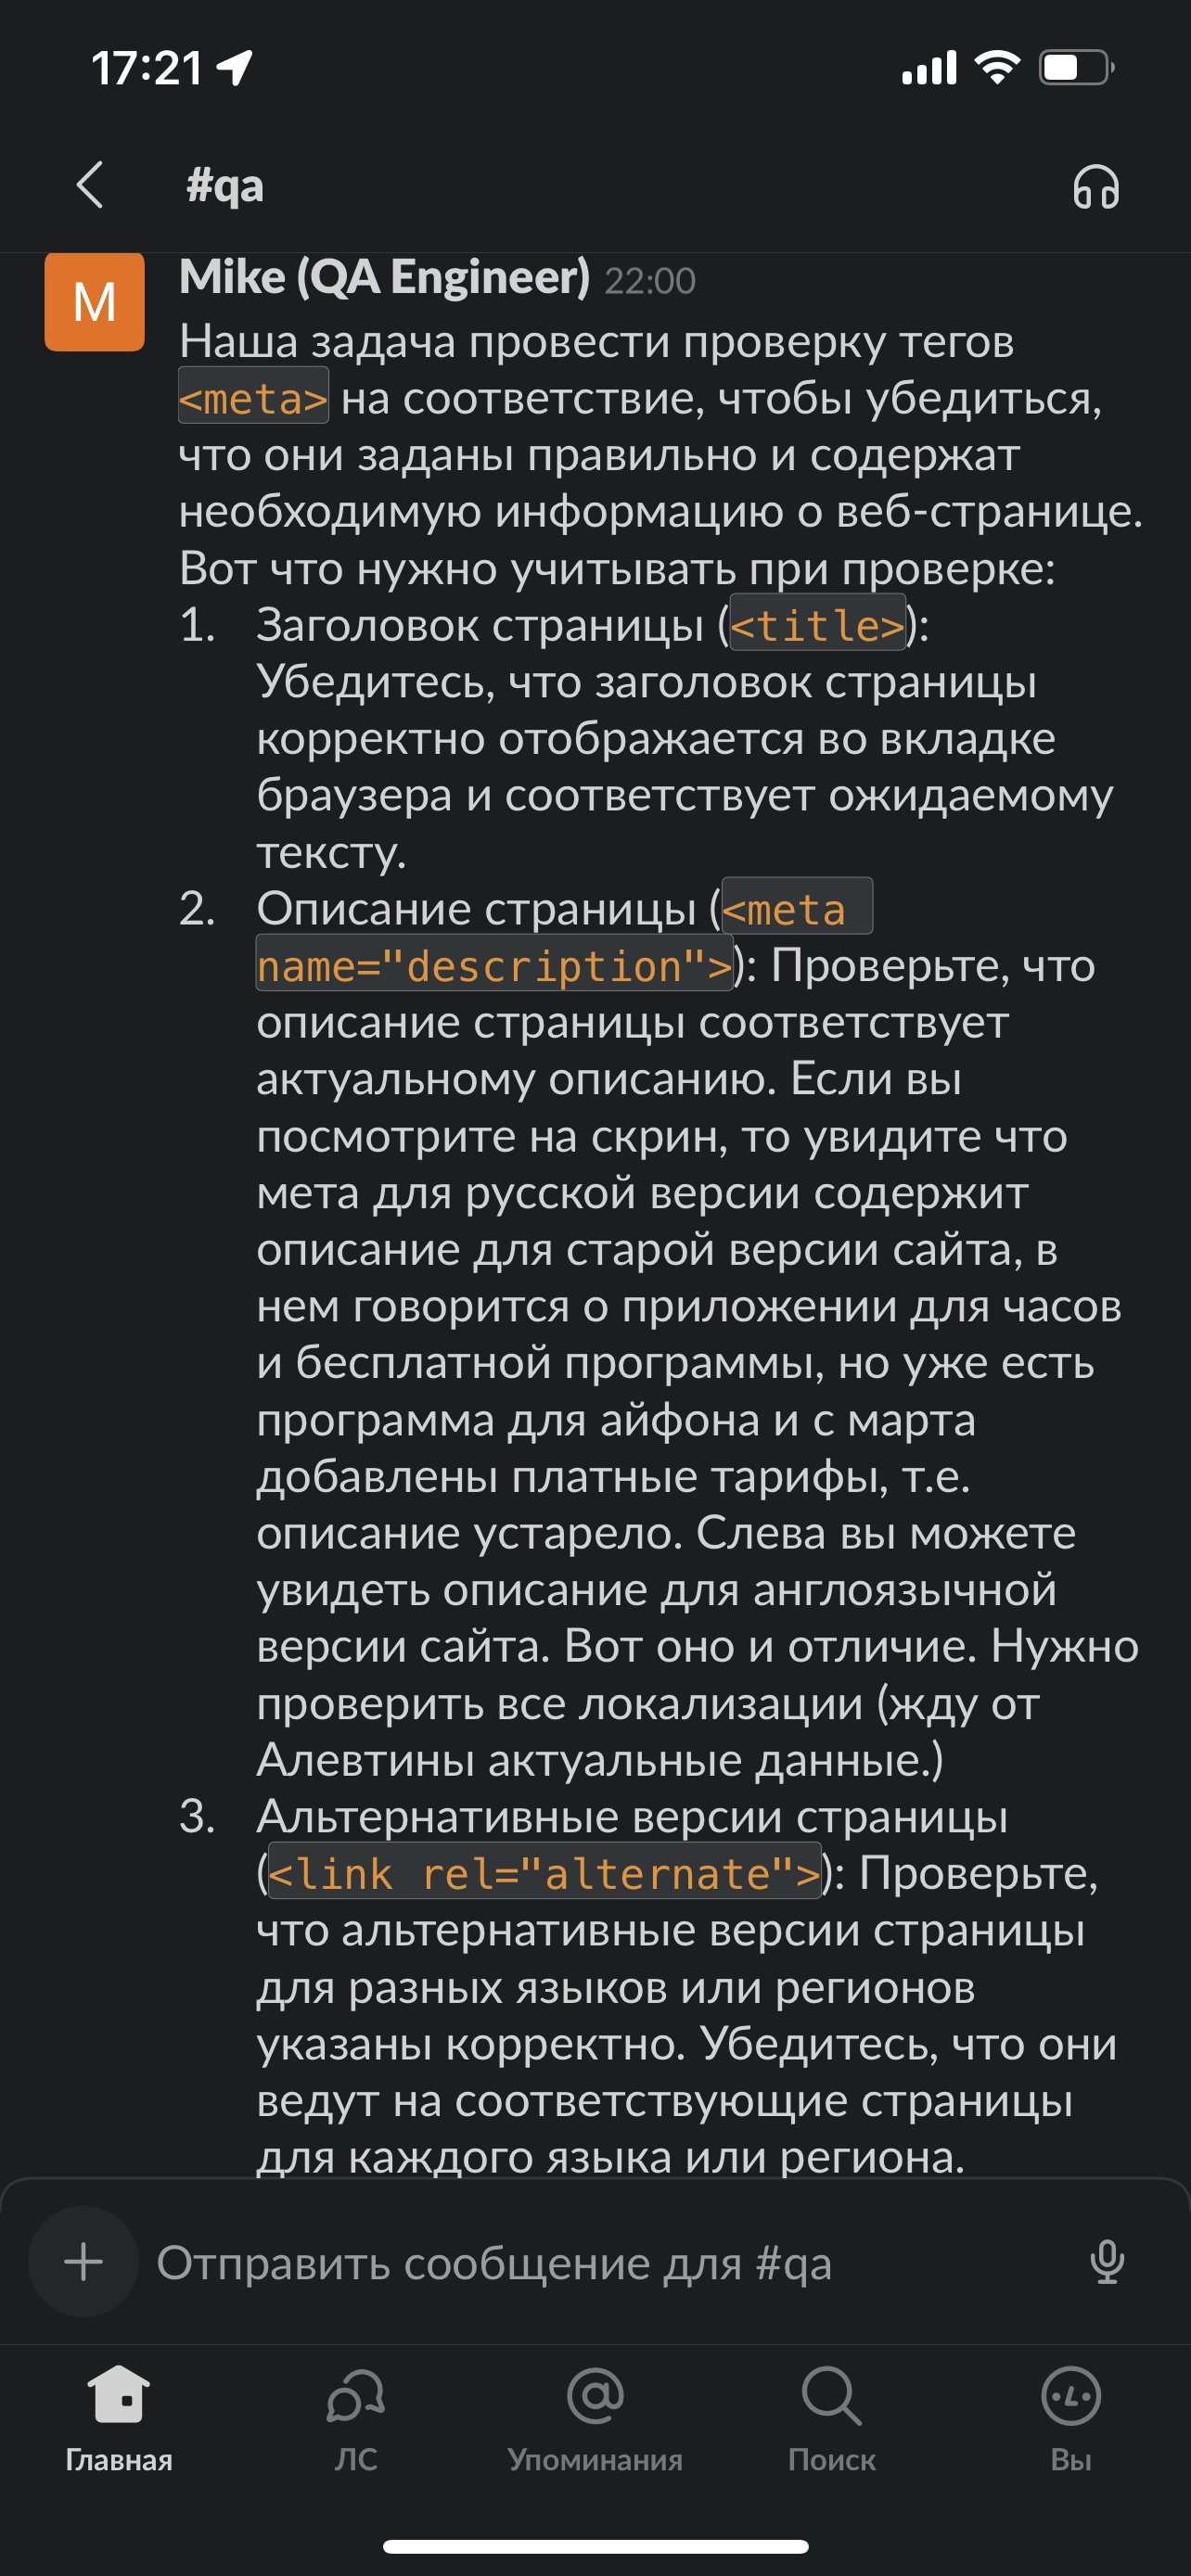 17:21
#qa
M
Mike (QA Engineer) 22:00
Наша задача провести проверку тегов
<meta> на соответствие, чтобы убедиться,
что они заданы правильно и содержат
необходимую информацию о веб-странице.
Вот что нужно учитывать при проверке:
1. Заголовок страницы (<title>):
Убедитесь, что заголовок страницы
корректно отображается во вкладке
браузера и соответствует ожидаемому
тексту.
2. Описание страницы (<meta
name="description">): Проверьте, что
описание страницы соответствует
актуальному описанию. Если вы
посмотрите на скрин, то увидите что
мета для русской версии содержит
описание для старой версии сайта, в
нем говорится о приложении для часов
и бесплатной программы, но уже есть
программа для айфона и с марта
добавлены платные тарифы, т.е.
описание устарело. Слева вы можете
увидеть описание для англоязычной
версии сайта. Вот оно и отличие. Нужно
проверить все локализации (жду от
Алевтины актуальные данные.)
3. Альтернативные версии страницы
(<link rel="alternate">): Проверьте,
что альтернативные версии страницы
для разных языков или регионов
указаны корректно. Убедитесь, что они
ведут на соответствующие страницы
для каждого языка или региона.
Отправить сообщение для #qa
Главная
ЛС
Упоминания
Поиск
Вы